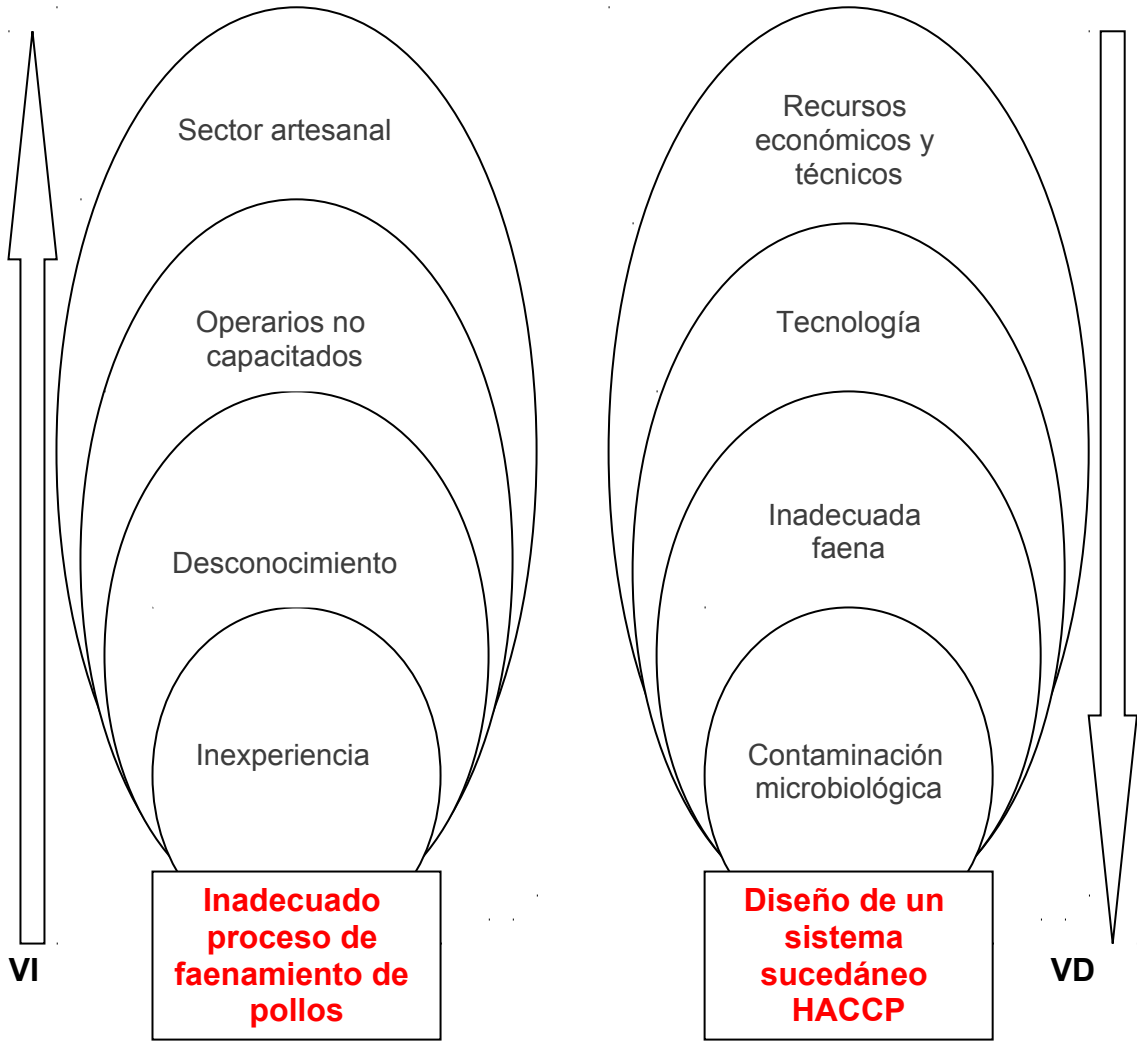 Sector artesanal
Operarios no
capacitados
Desconocimiento
Inexperiencia
Inadecuado
proceso de
faenamiento de
pollos
VI
Recursos
económicos y
técnicos
Tecnología
Inadecuada
faena
Contaminación
microbiológica
Diseño de un
sistema
sucedáneo
HACCP
VD